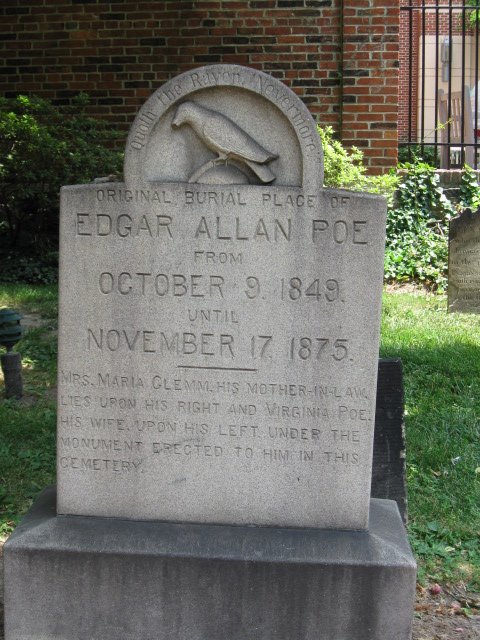 Quoth the Raven, Nevermore.
ORIGINAL BURIAL PLACE OF
EDGAR ALLAN POE
FROM
OCTOBER 9. 1849.
UNTIL
NOVEMBER 17. 1875.
MRS. MARIA CLEMM, HIS MOTHER-IN-LAW,
LIES UPON HIS RIGHT AND VIRGINIA POE,
HIS WIFE, UPON HIS LEFT, UNDER THE
MONUMENT ERECTED TO HIM IN THIS
CEMETERY.